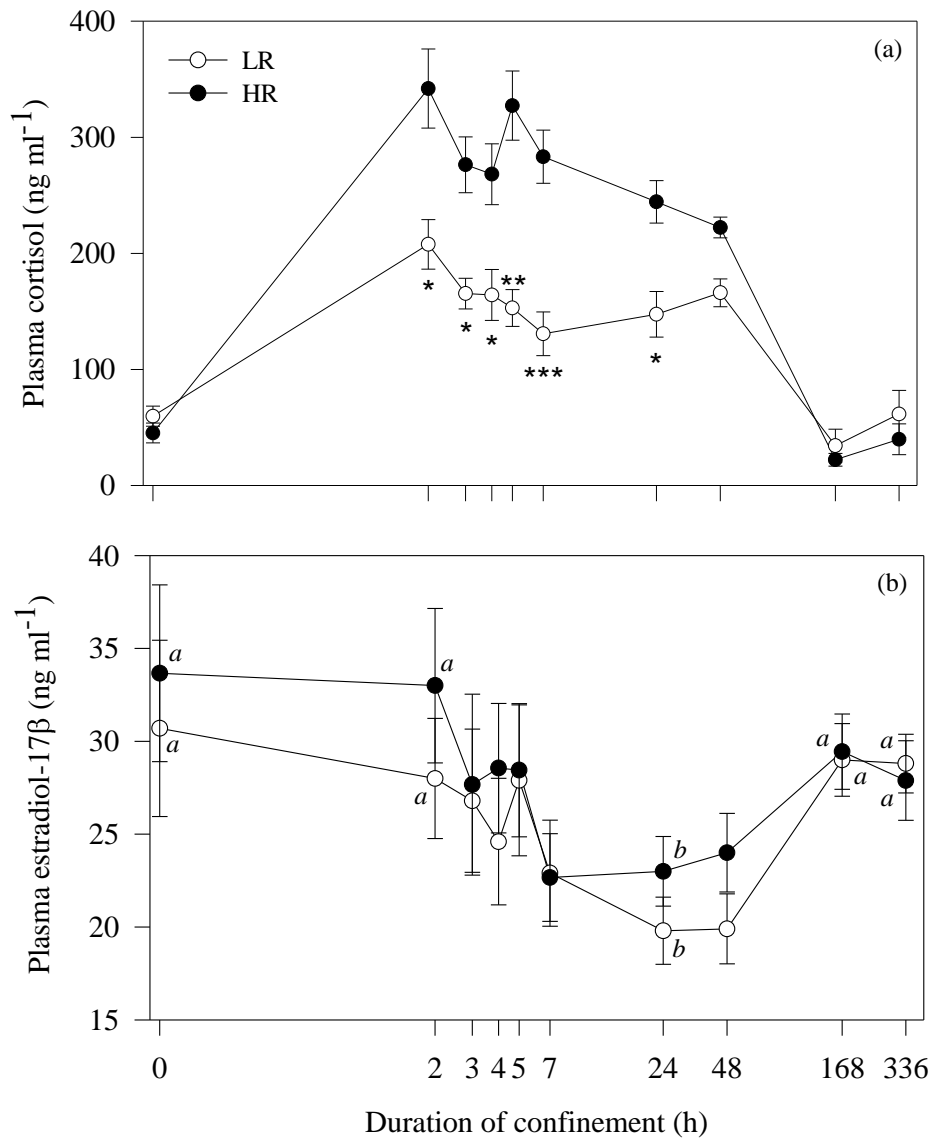 400
(a)
LR
HR
300
200
100
0
Plasma cortisol (ng ml⁻¹)
*
*
*
**
***
*
40
(b)
35
30
25
20
15
Plasma estradiol-17β (ng ml⁻¹)
a
a
a
a
b
b
a
a
a
a
0 2 3 4 5 7 24 48 168 336
Duration of confinement (h)